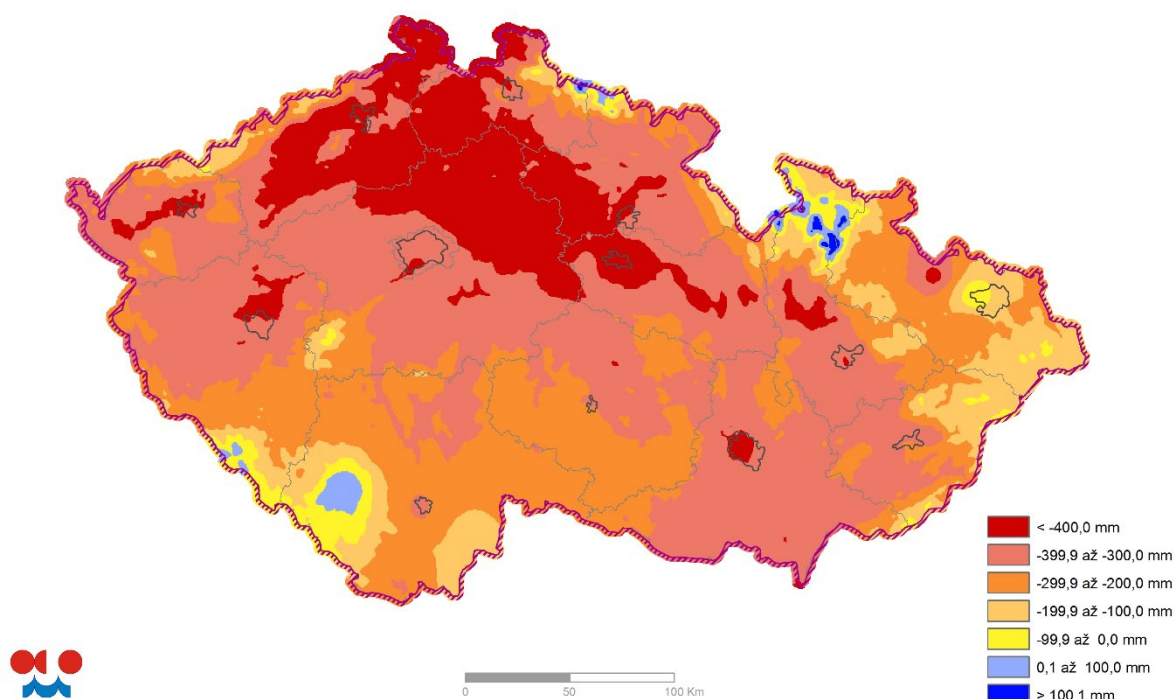 < -400,0 mm
-399,9 až -300,0 mm
-299,9 až -200,0 mm
-199,9 až -100,0 mm
-99,9 až 0,0 mm
0,1 až 100,0 mm
> 100,1 mm
0 50 100 Km